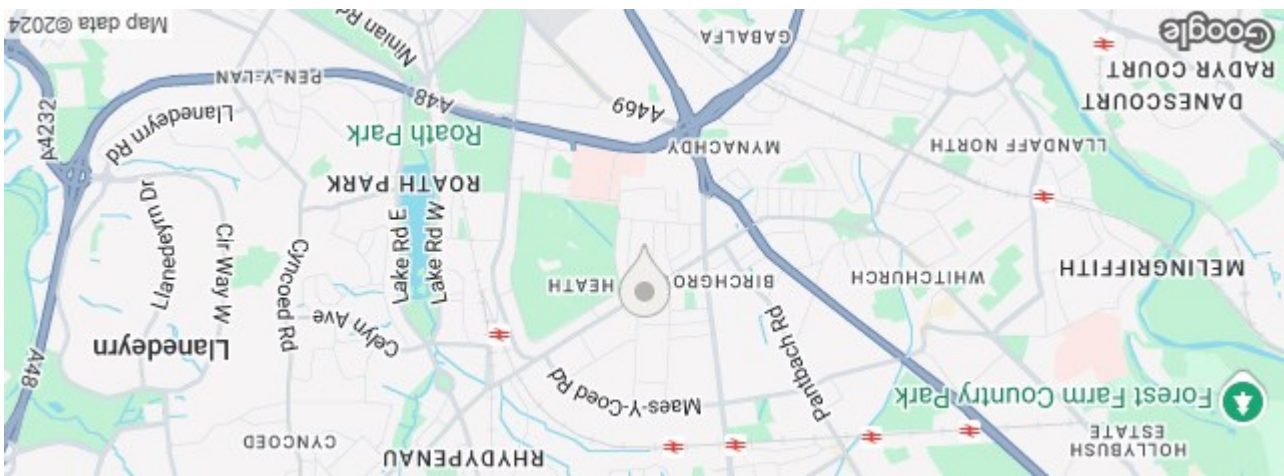 RHYDYPENAU
HOLLYBUSH
ESTATE
CYNCOED
Forest Farm Country Park
Maes-Y-Coed Rd
Pantbach Rd
A48
Llanedeyrn
Celyn Ave
Cyncoed Rd
MELINGRIFFITH
WHITCHURCH
BIRCHGRO
HEATH
Lake Rd W
Lake Rd E
Cir Way W
Llanedeyrn Dr
ROATH PARK
LLANDAFF NORTH
MYNACHDY
Roath Park
Llanedeyrn Rd
A4232
DANESCOURT
RADYR COURT
A469
A48
PEN-Y-LAN
GABALFA
Ninian Rd
Google
Map data ©2024